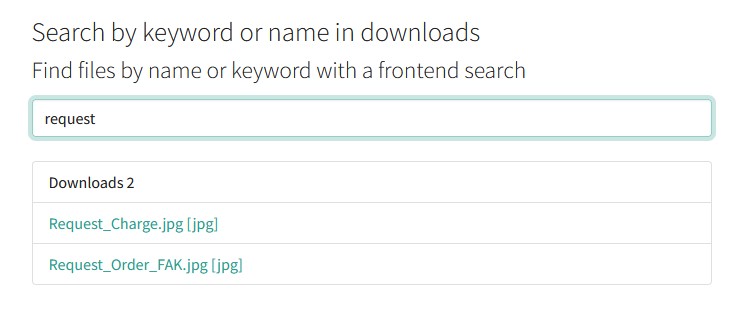 Search by keyword or name in downloads
Find files by name or keyword with a frontend search
request
Downloads 2
Request_Charge.jpg [jpg]
Request_Order_FAK.jpg [jpg]